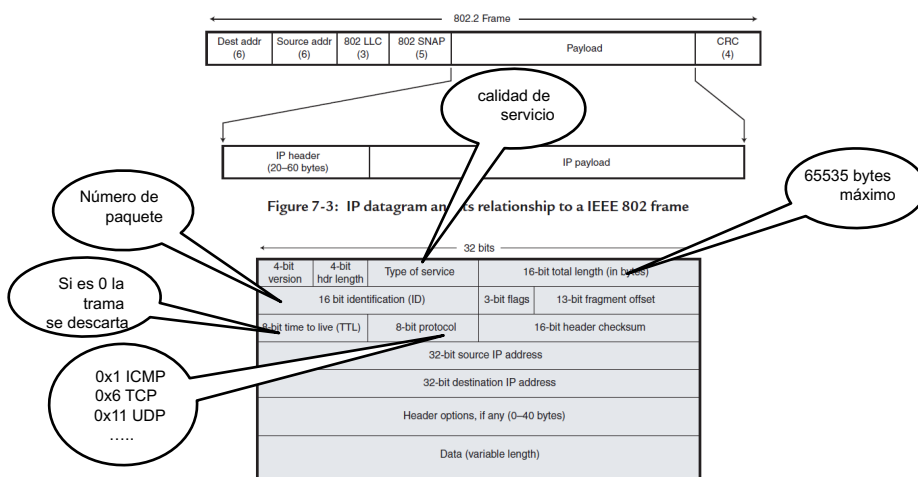 802.2 Frame
Dest addr
(6)
Source addr
(6)
802 LLC
(3)
802 SNAP
(5)
Payload
CRC
(4)
calidad de
servicio
IP header
(20–60 bytes)
IP payload
65535 bytes
máximo
Número de
paquete
Figure 7-3: IP datagram an ts relationship to a IEEE 802 frame
32 bits
4-bit
version
4-bit
hdr length
Type of service
16-bit total length (in bytes)
Si es 0 la
trama
se descarta
16 bit identification (ID)
3-bit flags
13-bit fragment offset
8-bit time to live (TTL)
8-bit protocol
16-bit header checksum
32-bit source IP address
0x1 ICMP
0x6 TCP
0x11 UDP
.....
32-bit destination IP address
Header options, if any (0–40 bytes)
Data (variable length)